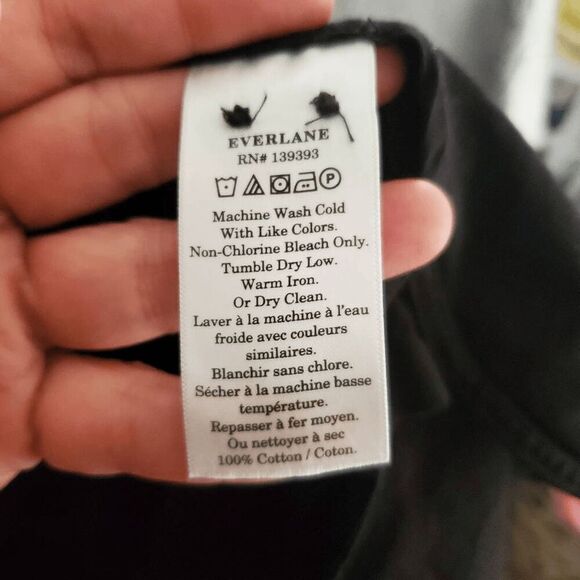 EVERLANE
RN# 139393
P
Machine Wash Cold
With Like Colors.
Non-Chlorine Bleach Only.
Tumble Dry Low.
Warm Iron.
Or Dry Clean.
Laver à la machine à l'eau
froide avec couleurs
similaires.
Blanchir sans chlore.
Sécher à la machine basse
température.
Repasser à fer moyen.
Ou nettoyer à sec
100% Cotton / Coton.